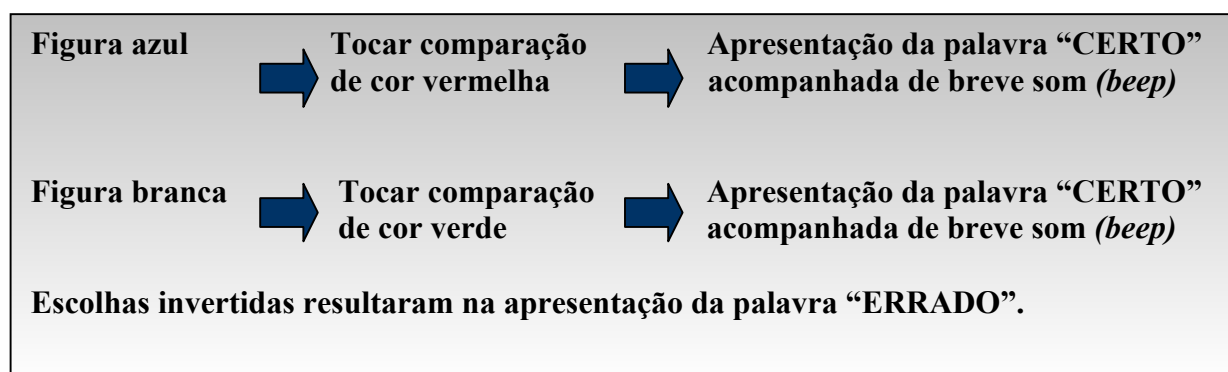 Figura azul Tocar comparação Apresentação da palavra “CERTO”
de cor vermelha acompanhada de breve som (beep)
Figura branca Tocar comparação Apresentação da palavra “CERTO”
de cor verde acompanhada de breve som (beep)
Escolhas invertidas resultaram na apresentação da palavra “ERRADO”.